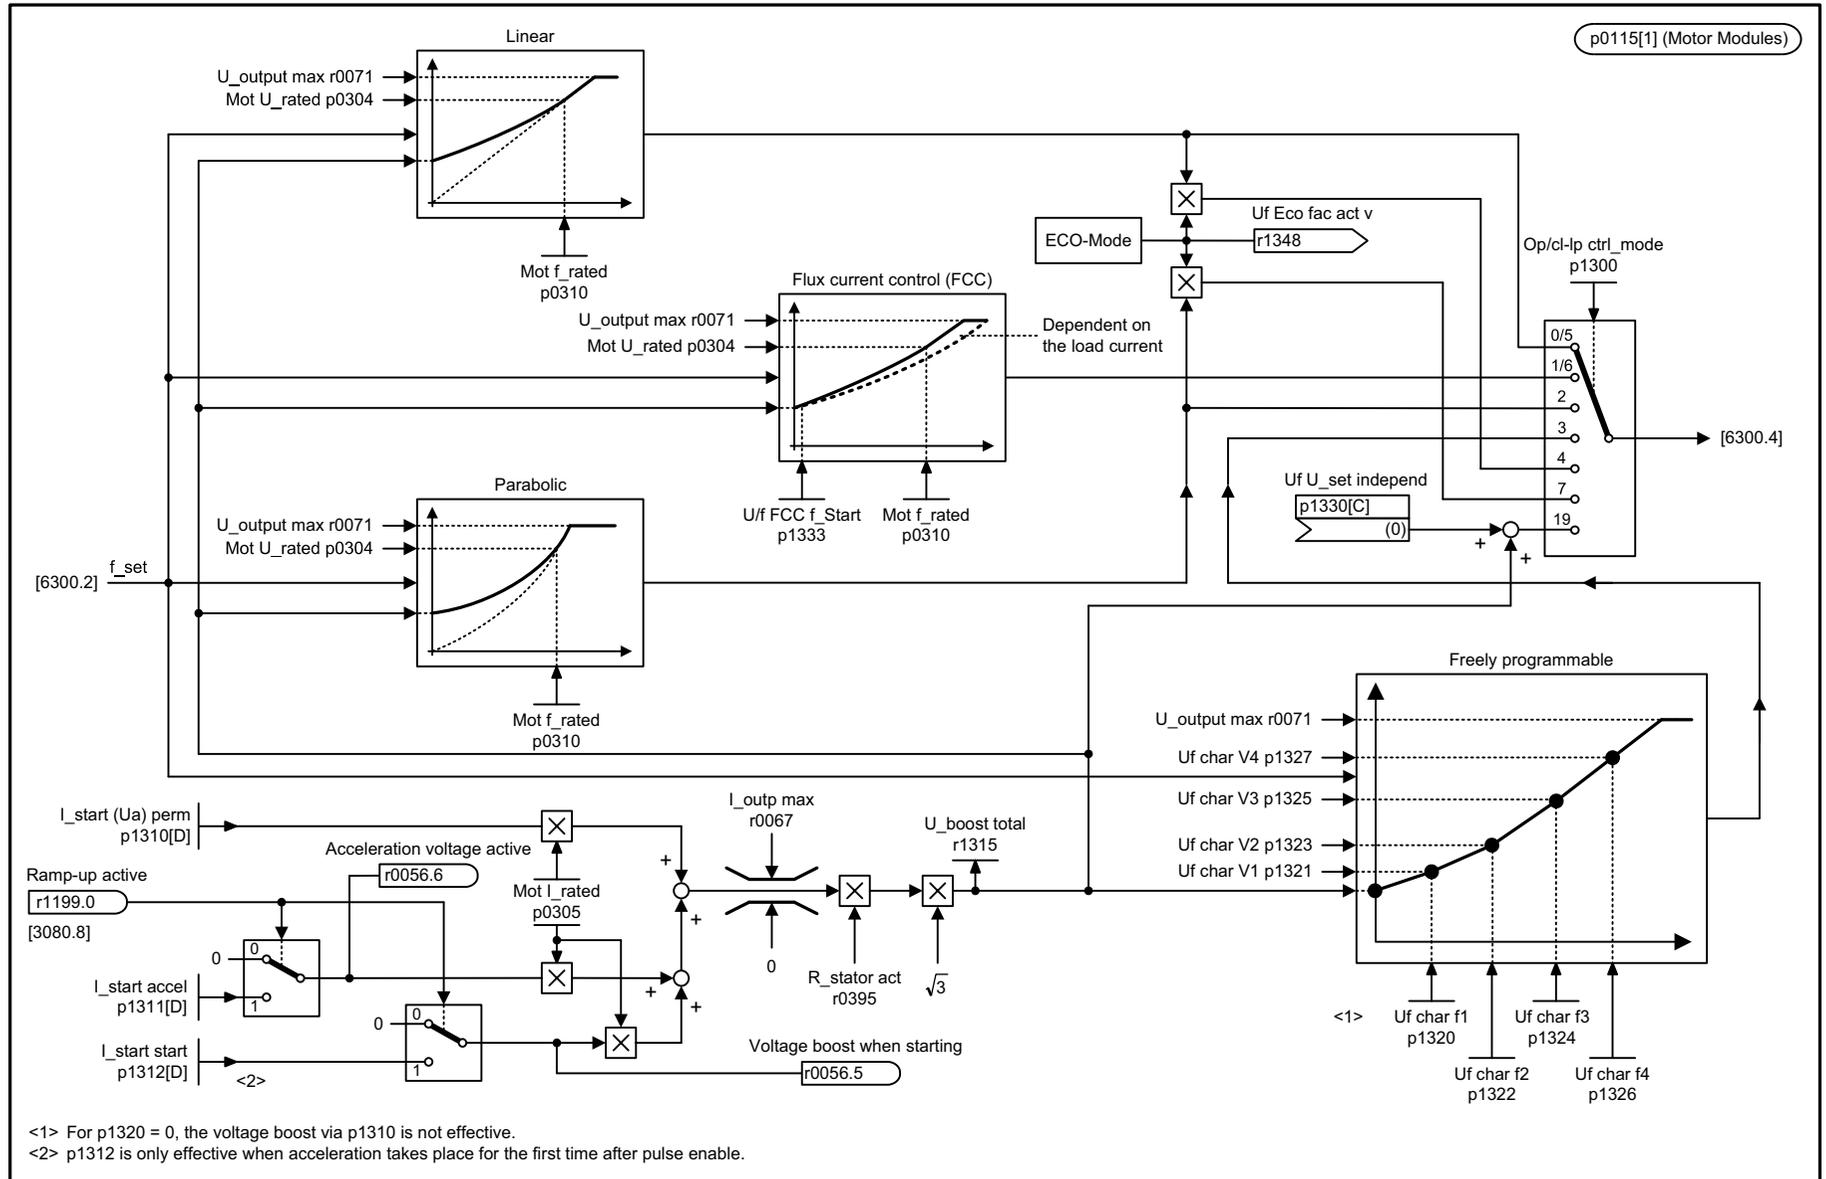 Linear
p0115[1] (Motor Modules)
U_output max r0071
Mot U_rated p0304
Mot f_rated
p0310
ECO-Mode
Uf Eco fac act v
r1348
Op/cl-lp ctrl_mode
p1300
Flux current control (FCC)
U_output max r0071
Mot U_rated p0304
Dependent on
the load current
U/f FCC f_Start
p1333
Mot f_rated
p0310
0/5
1/6
2
3
4
7
19
[6300.4]
Uf U_set independ
p1330[C]
(0)
+
+
Parabolic
U_output max r0071
Mot U_rated p0304
[6300.2]
f_set
Mot f_rated
p0310
Freely programmable
U_output max r0071
Uf char V4 p1327
Uf char V3 p1325
Uf char V2 p1323
Uf char V1 p1321
<1>
Uf char f1
p1320
Uf char f3
p1324
Uf char f2
p1322
Uf char f4
p1326
I_start (Ua) perm
p1310[D]
Acceleration voltage active
r0056.6
Ramp-up active
r1199.0
[3080.8]
Mot I_rated
p0305
0
0
1
I_start accel
p1311[D]
0
0
1
I_start start
p1312[D]
<2>
+
+
+
+
I_outp max
r0067
0
R_stator act
r0395
√3
U_boost total
r1315
Voltage boost when starting
r0056.5
<1> For p1320 = 0, the voltage boost via p1310 is not effective.
<2> p1312 is only effective when acceleration takes place for the first time after pulse enable.